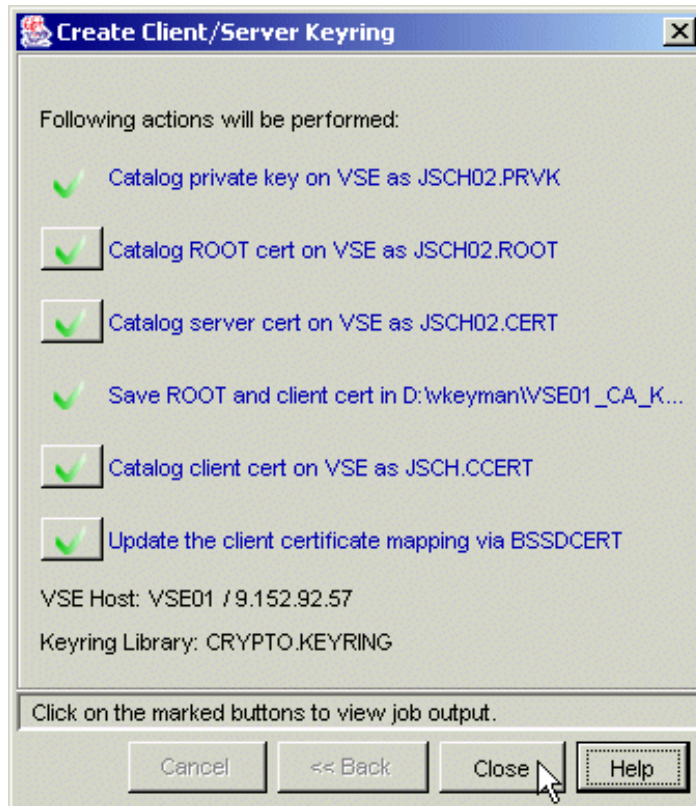 Create Client/Server Keyring
Following actions will be performed:
Catalog private key on VSE as JSCH02.PRVK
Catalog ROOT cert on VSE as JSCH02.ROOT
Catalog server cert on VSE as JSCH02.CERT
Save ROOT and client cert in D:\vkeyman\VSE01_CA_K...
Catalog client cert on VSE as JSCH.CCERT
Update the client certificate mapping via BSSDCERT
VSE Host: VSE01 / 9.152.92.57
Keyring Library: CRYPTO.KEYRING
Click on the marked buttons to view job output.
Cancel << Back Close Help